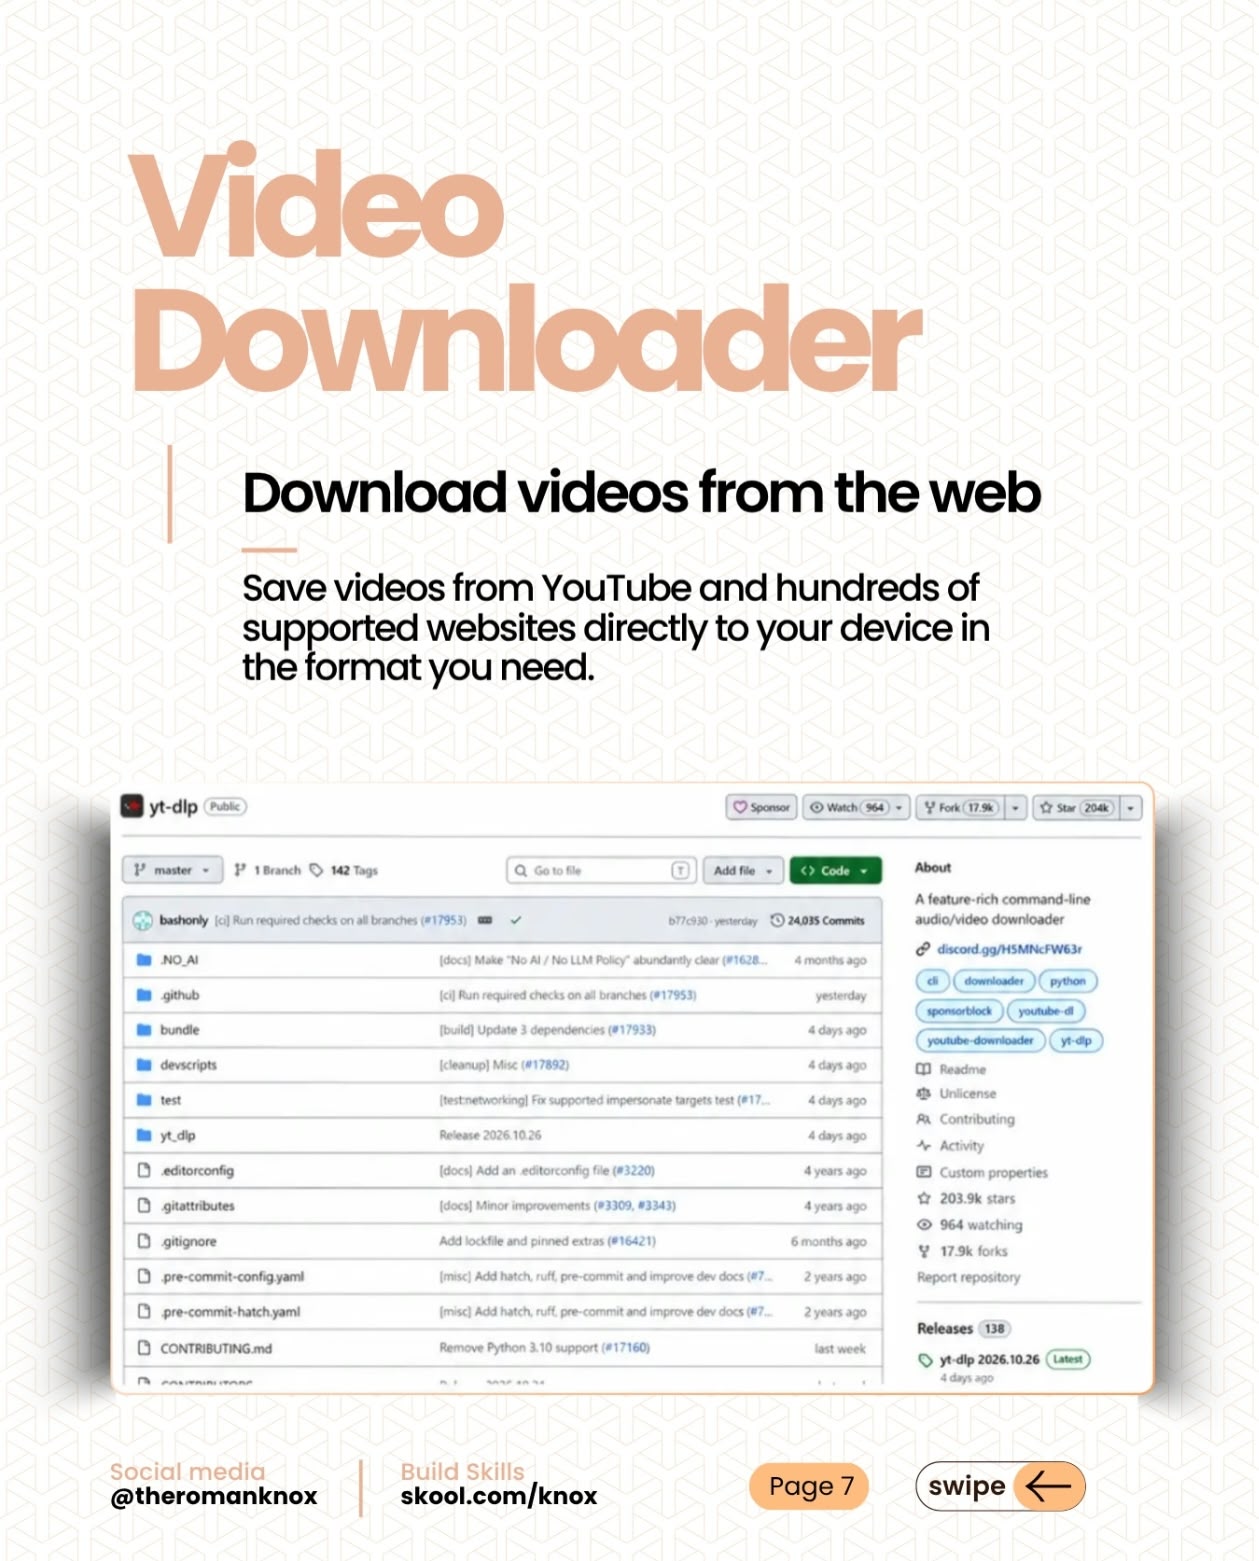 Video
Downloader
Download videos from the web
Save videos from YouTube and hundreds of
supported websites directly to your device in
the format you need.
yt-dlp Public
Sponsor Watch 964 Fork 17.9k Star 204k
master 1 Branch 142 Tags Go to file T Add file <> Code
bashonly [ci] Run required checks on all branches (#17953) b77c930 · yesterday 24,035 Commits
.NO_AI [docs] Make "No AI / No LLM Policy" abundantly clear (#1628... 4 months ago
.github [ci] Run required checks on all branches (#17953) yesterday
bundle [build] Update 3 dependencies (#17933) 4 days ago
devscripts [cleanup] Misc (#17892) 4 days ago
test [test:networking] Fix supported impersonate targets test (#17... 4 days ago
yt_dlp Release 2026.10.26 4 days ago
.editorconfig [docs] Add an .editorconfig file (#3220) 4 years ago
.gitattributes [docs] Minor improvements (#3309, #3343) 4 years ago
.gitignore Add lockfile and pinned extras (#16421) 6 months ago
.pre-commit-config.yaml [misc] Add hatch, ruff, pre-commit and improve dev docs (#7... 2 years ago
.pre-commit-hatch.yaml [misc] Add hatch, ruff, pre-commit and improve dev docs (#7... 2 years ago
CONTRIBUTING.md Remove Python 3.10 support (#17160) last week
About
A feature-rich command-line
audio/video downloader
discord.gg/H5MNcFW63r
cli downloader python
sponsorblock youtube-dl
youtube-downloader yt-dlp
Readme
Unlicense
Contributing
Activity
Custom properties
203.9k stars
964 watching
17.9k forks
Report repository
Releases 138
yt-dlp 2026.10.26 Latest
4 days ago
Social media
@theromanknox
Build Skills
skool.com/knox
Page 7
swipe